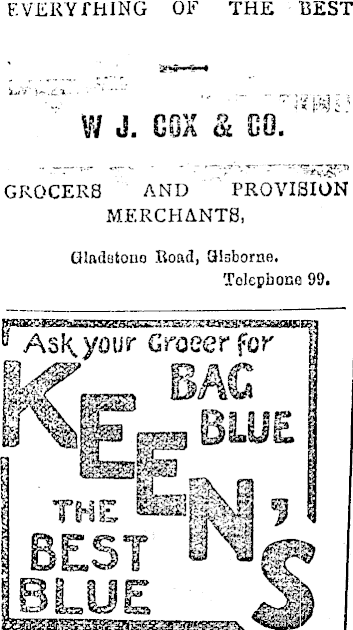 EVERYTHING OF THE BEST
W J. COX & CO.
GROCERS AND PROVISION
MERCHANTS,
Gladstone Road, Gisborne.
Telephone 99.
Ask your Grocer for
KEEN'S
BAG
BLUE
THE
BEST
BLUE